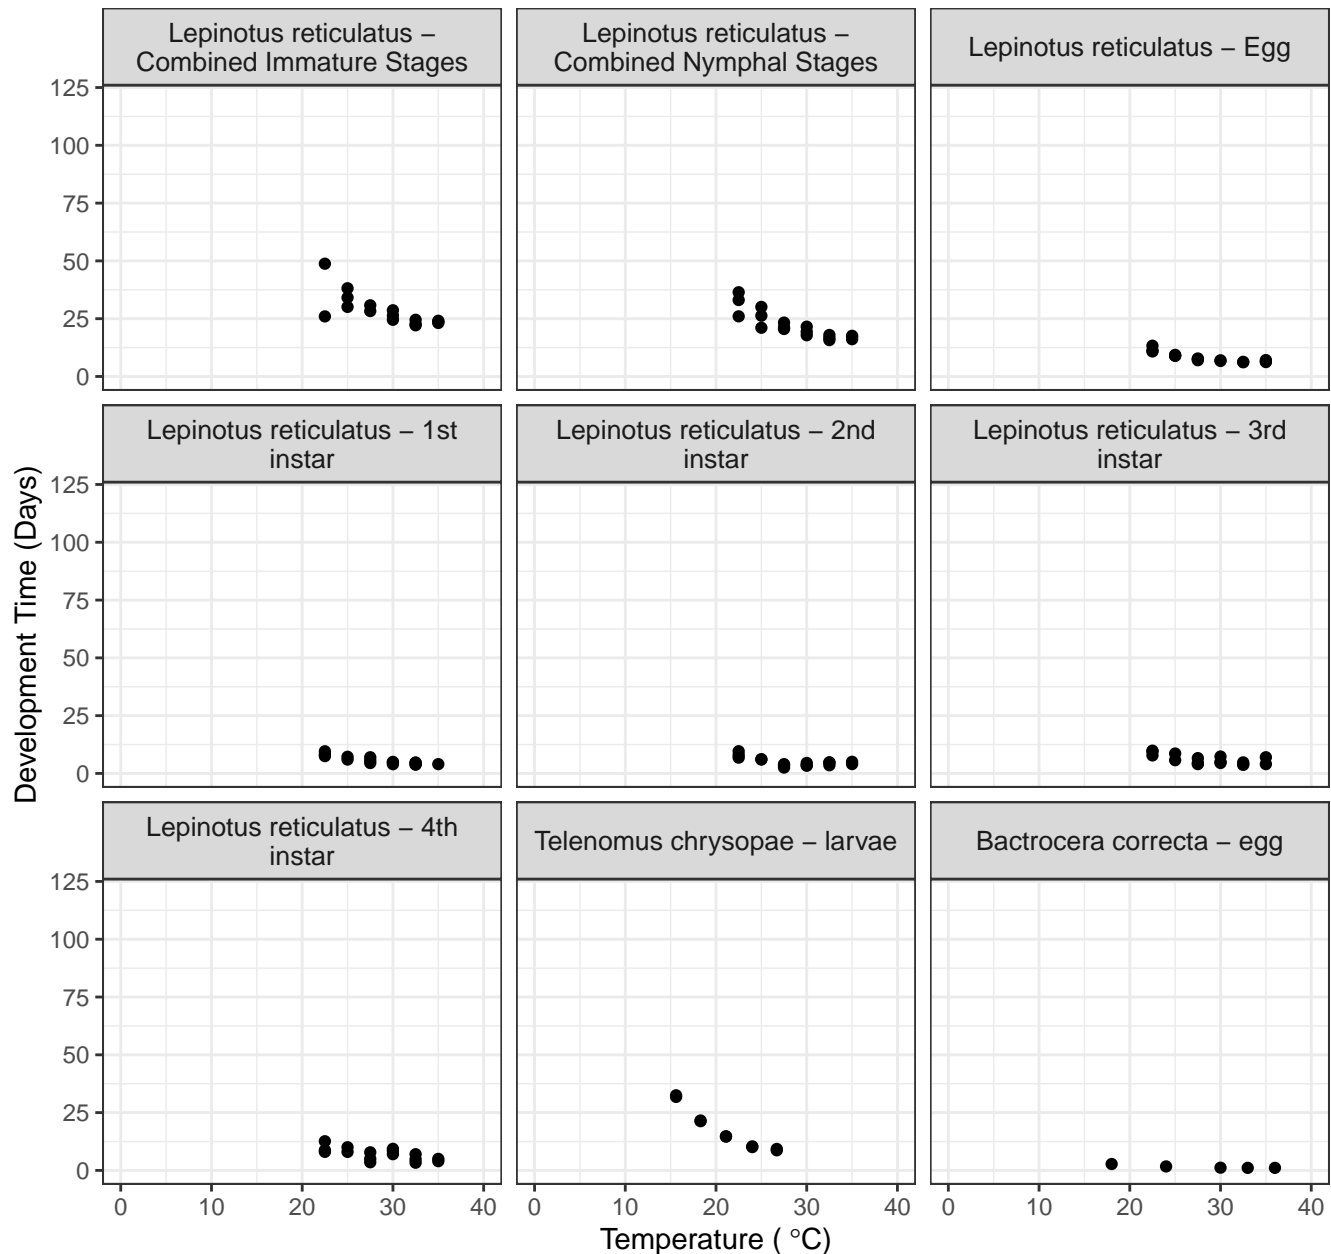 Lepinotus reticulatus –
Combined Immature Stages
Lepinotus reticulatus –
Combined Nymphal Stages
Lepinotus reticulatus – Egg
125
100
75
50
25
0
Lepinotus reticulatus – 1st
instar
Lepinotus reticulatus – 2nd
instar
Lepinotus reticulatus – 3rd
instar
125
100
75
50
25
0
Development Time (Days)
Lepinotus reticulatus – 4th
instar
Telenomus chrysopae – larvae
Bactrocera correcta – egg
125
100
75
50
25
0
0 10 20 30 40
0 10 20 30 40
0 10 20 30 40
Temperature ( °C)